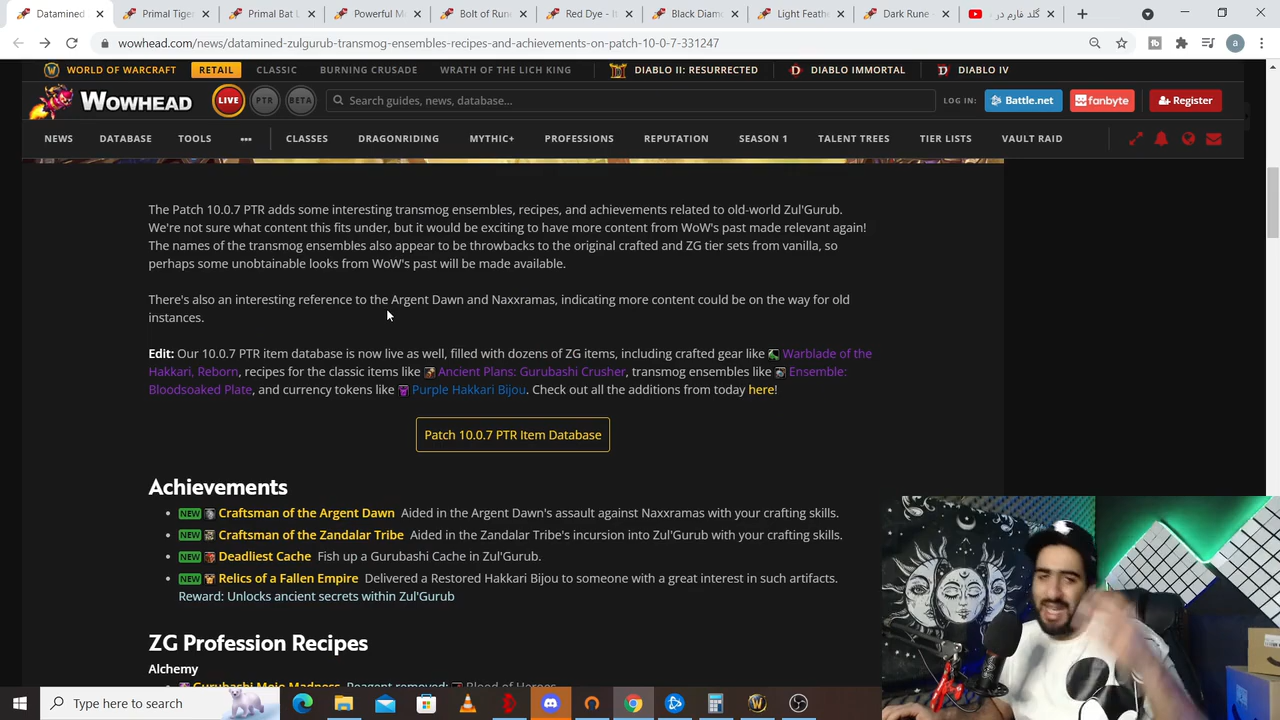 Datamined
Primal Tige
Primal Bat L
Powerful M
Bolt of Rune
Red Dye - It
Black Diamo
Light Feathe
Dark Rune -
گلد فارم در
wowhead.com/news/datamined-zulgurub-transmog-ensembles-recipes-and-achievements-on-patch-10-0-7-331247
a
WORLD OF WARCRAFT RETAIL CLASSIC BURNING CRUSADE WRATH OF THE LICH KING DIABLO II: RESURRECTED DIABLO IMMORTAL DIABLO IV
WOWHEAD LIVE PTR BETA Search guides, news, database... LOG IN: Battle.net fanbyte Register
NEWS DATABASE TOOLS ••• CLASSES DRAGONRIDING MYTHIC+ PROFESSIONS REPUTATION SEASON 1 TALENT TREES TIER LISTS VAULT RAID
The Patch 10.0.7 PTR adds some interesting transmog ensembles, recipes, and achievements related to old-world Zul'Gurub.
We're not sure what content this fits under, but it would be exciting to have more content from WoW's past made relevant again!
The names of the transmog ensembles also appear to be throwbacks to the original crafted and ZG tier sets from vanilla, so
perhaps some unobtainable looks from WoW's past will be made available.
There's also an interesting reference to the Argent Dawn and Naxxramas, indicating more content could be on the way for old
instances.
Edit: Our 10.0.7 PTR item database is now live as well, filled with dozens of ZG items, including crafted gear like Warblade of the
Hakkari, Reborn, recipes for the classic items like Ancient Plans: Gurubashi Crusher, transmog ensembles like Ensemble:
Bloodsoaked Plate, and currency tokens like Purple Hakkari Bijou. Check out all the additions from today here!
Patch 10.0.7 PTR Item Database
Achievements
• NEW Craftsman of the Argent Dawn Aided in the Argent Dawn's assault against Naxxramas with your crafting skills.
• NEW Craftsman of the Zandalar Tribe Aided in the Zandalar Tribe's incursion into Zul'Gurub with your crafting skills.
• NEW Deadliest Cache Fish up a Gurubashi Cache in Zul'Gurub.
• NEW Relics of a Fallen Empire Delivered a Restored Hakkari Bijou to someone with a great interest in such artifacts.
Reward: Unlocks ancient secrets within Zul'Gurub
ZG Profession Recipes
Alchemy
Gurubashi Mojo Madness Reagent removed: Blood of Heroes
Type here to search